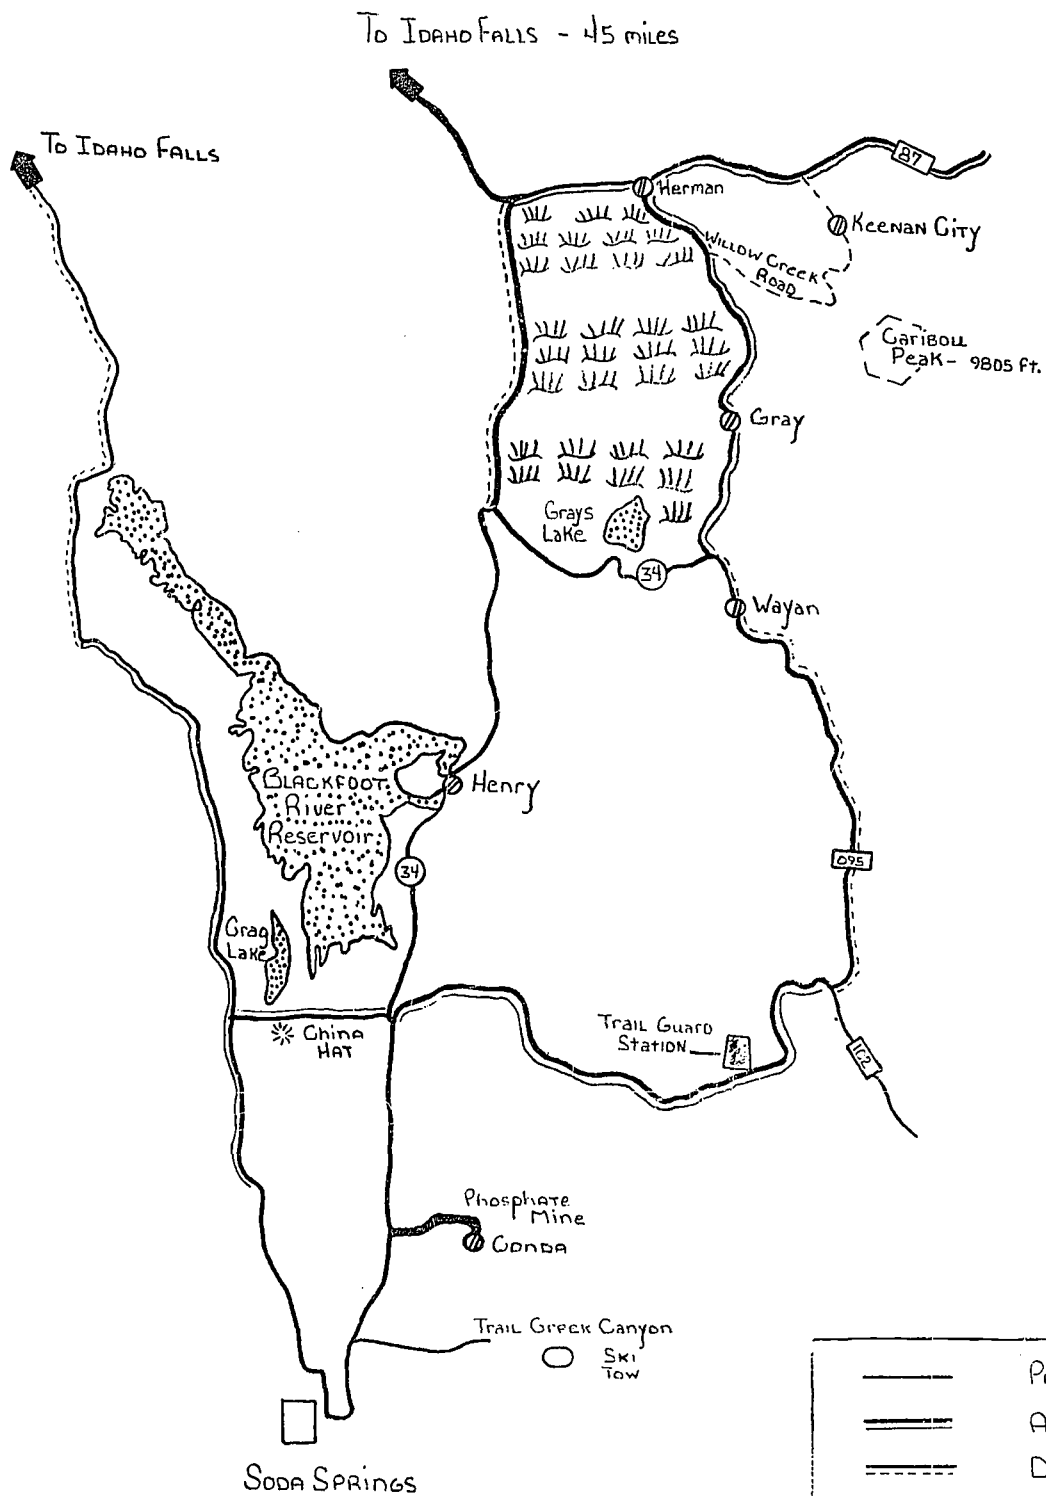 To Idaho Falls - 45 miles
To Idaho Falls
87
Herman
Keenan City
Willow Creek
Road
Caribou
Peak - 9805 ft.
Gray
Grays
Lake
34
Wayan
Blackfoot
River
Reservoir
Henry
34
095
Grag
Lake
China
Hat
Trail Guard
Station
1C2
Phosphate
Mine
Conda
Trail Creek Canyon
Ski
Tow
Soda Springs
A
D